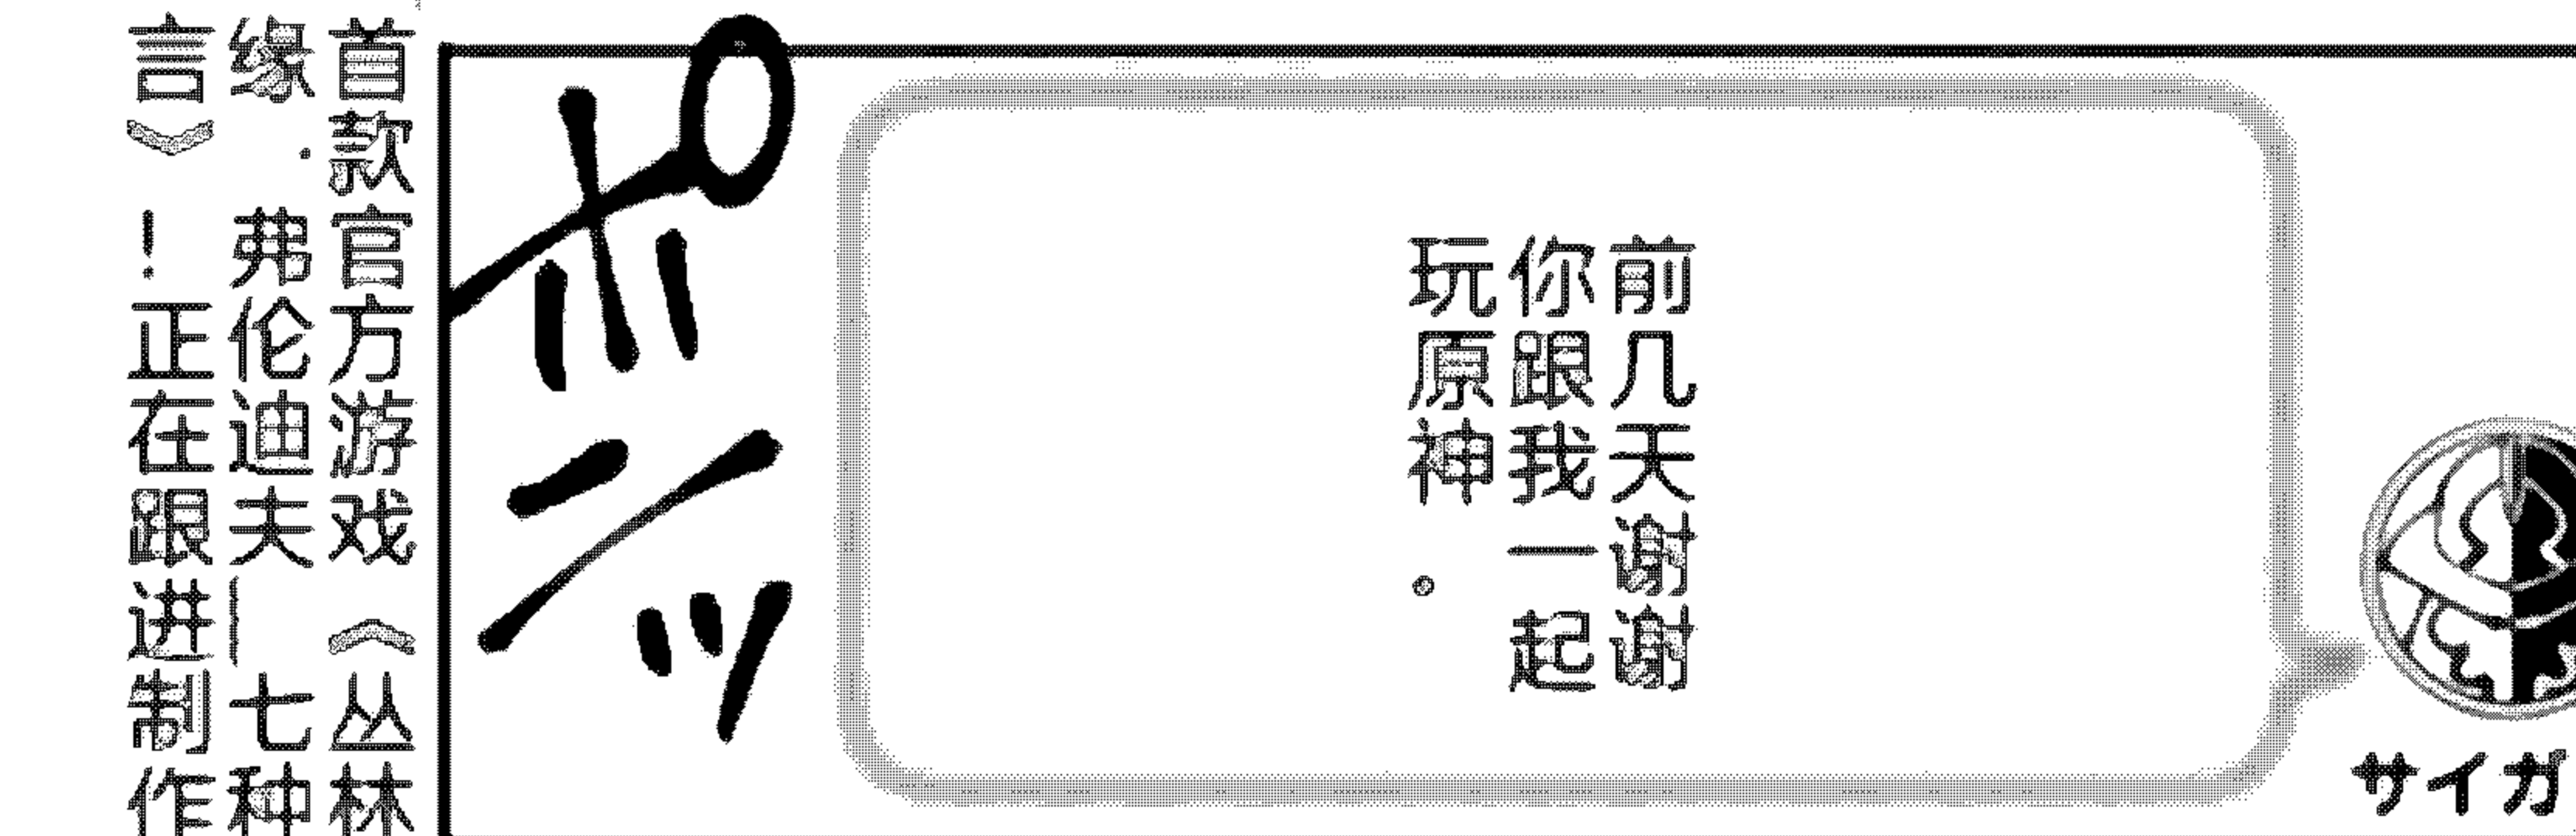 首款官方游戏《丛林
缘·弗伦迪夫—七种
言》!正在跟进制作
ポンッ
前几天谢谢
你跟我一起
玩原神。
サイガ